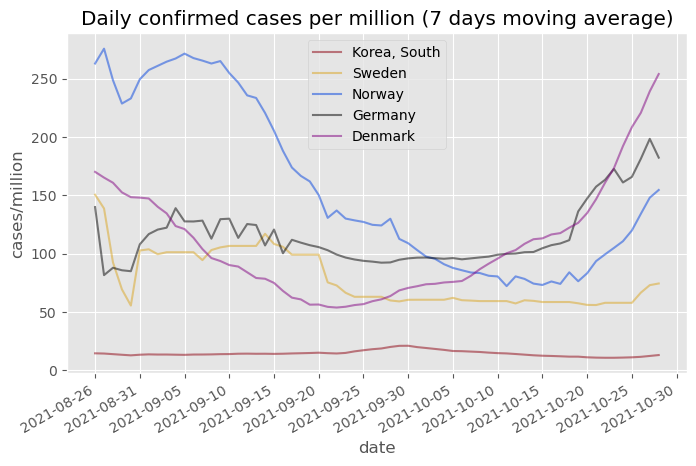 Daily confirmed cases per million (7 days moving average)
Korea, South
Sweden
Norway
Germany
Denmark
250
200
150
100
50
0
cases/million
2021-08-26
2021-08-31
2021-09-05
2021-09-10
2021-09-15
2021-09-20
2021-09-25
2021-09-30
2021-10-05
2021-10-10
2021-10-15
2021-10-20
2021-10-25
2021-10-30
date